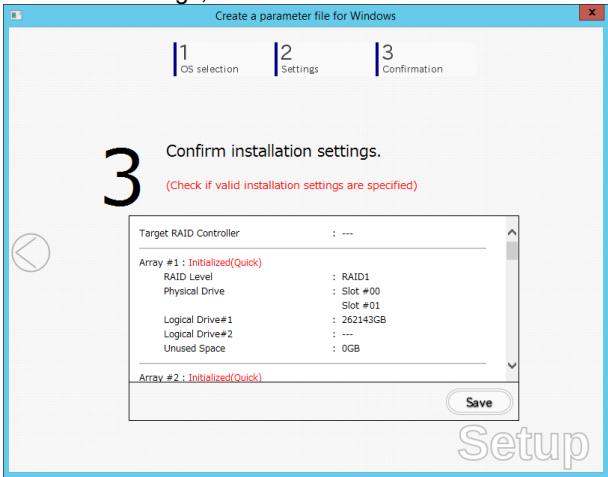 Create a parameter file for Windows
x
1 2 3
OS selection Settings Confirmation
3
Confirm installation settings.
(Check if valid installation settings are specified)
Target RAID Controller : ---
Array #1 : Initialized(Quick)
RAID Level : RAID1
Physical Drive : Slot #00
Slot #01
Logical Drive#1 : 262143GB
Logical Drive#2 : ---
Unused Space : 0GB
Array #2 : Initialized(Quick)
Save
Setup